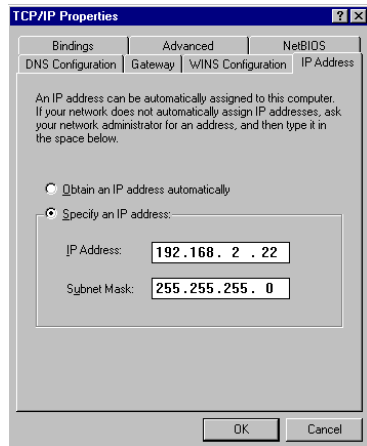 TCP/IP Properties
Bindings Advanced NetBIOS
DNS Configuration Gateway WINS Configuration IP Address
An IP address can be automatically assigned to this computer.
If your network does not automatically assign IP addresses, ask
your network administrator for an address, and then type it in
the space below.
Obtain an IP address automatically
Specify an IP address:
IP Address: 192.168. 2 .22
Subnet Mask: 255.255.255. 0
OK Cancel